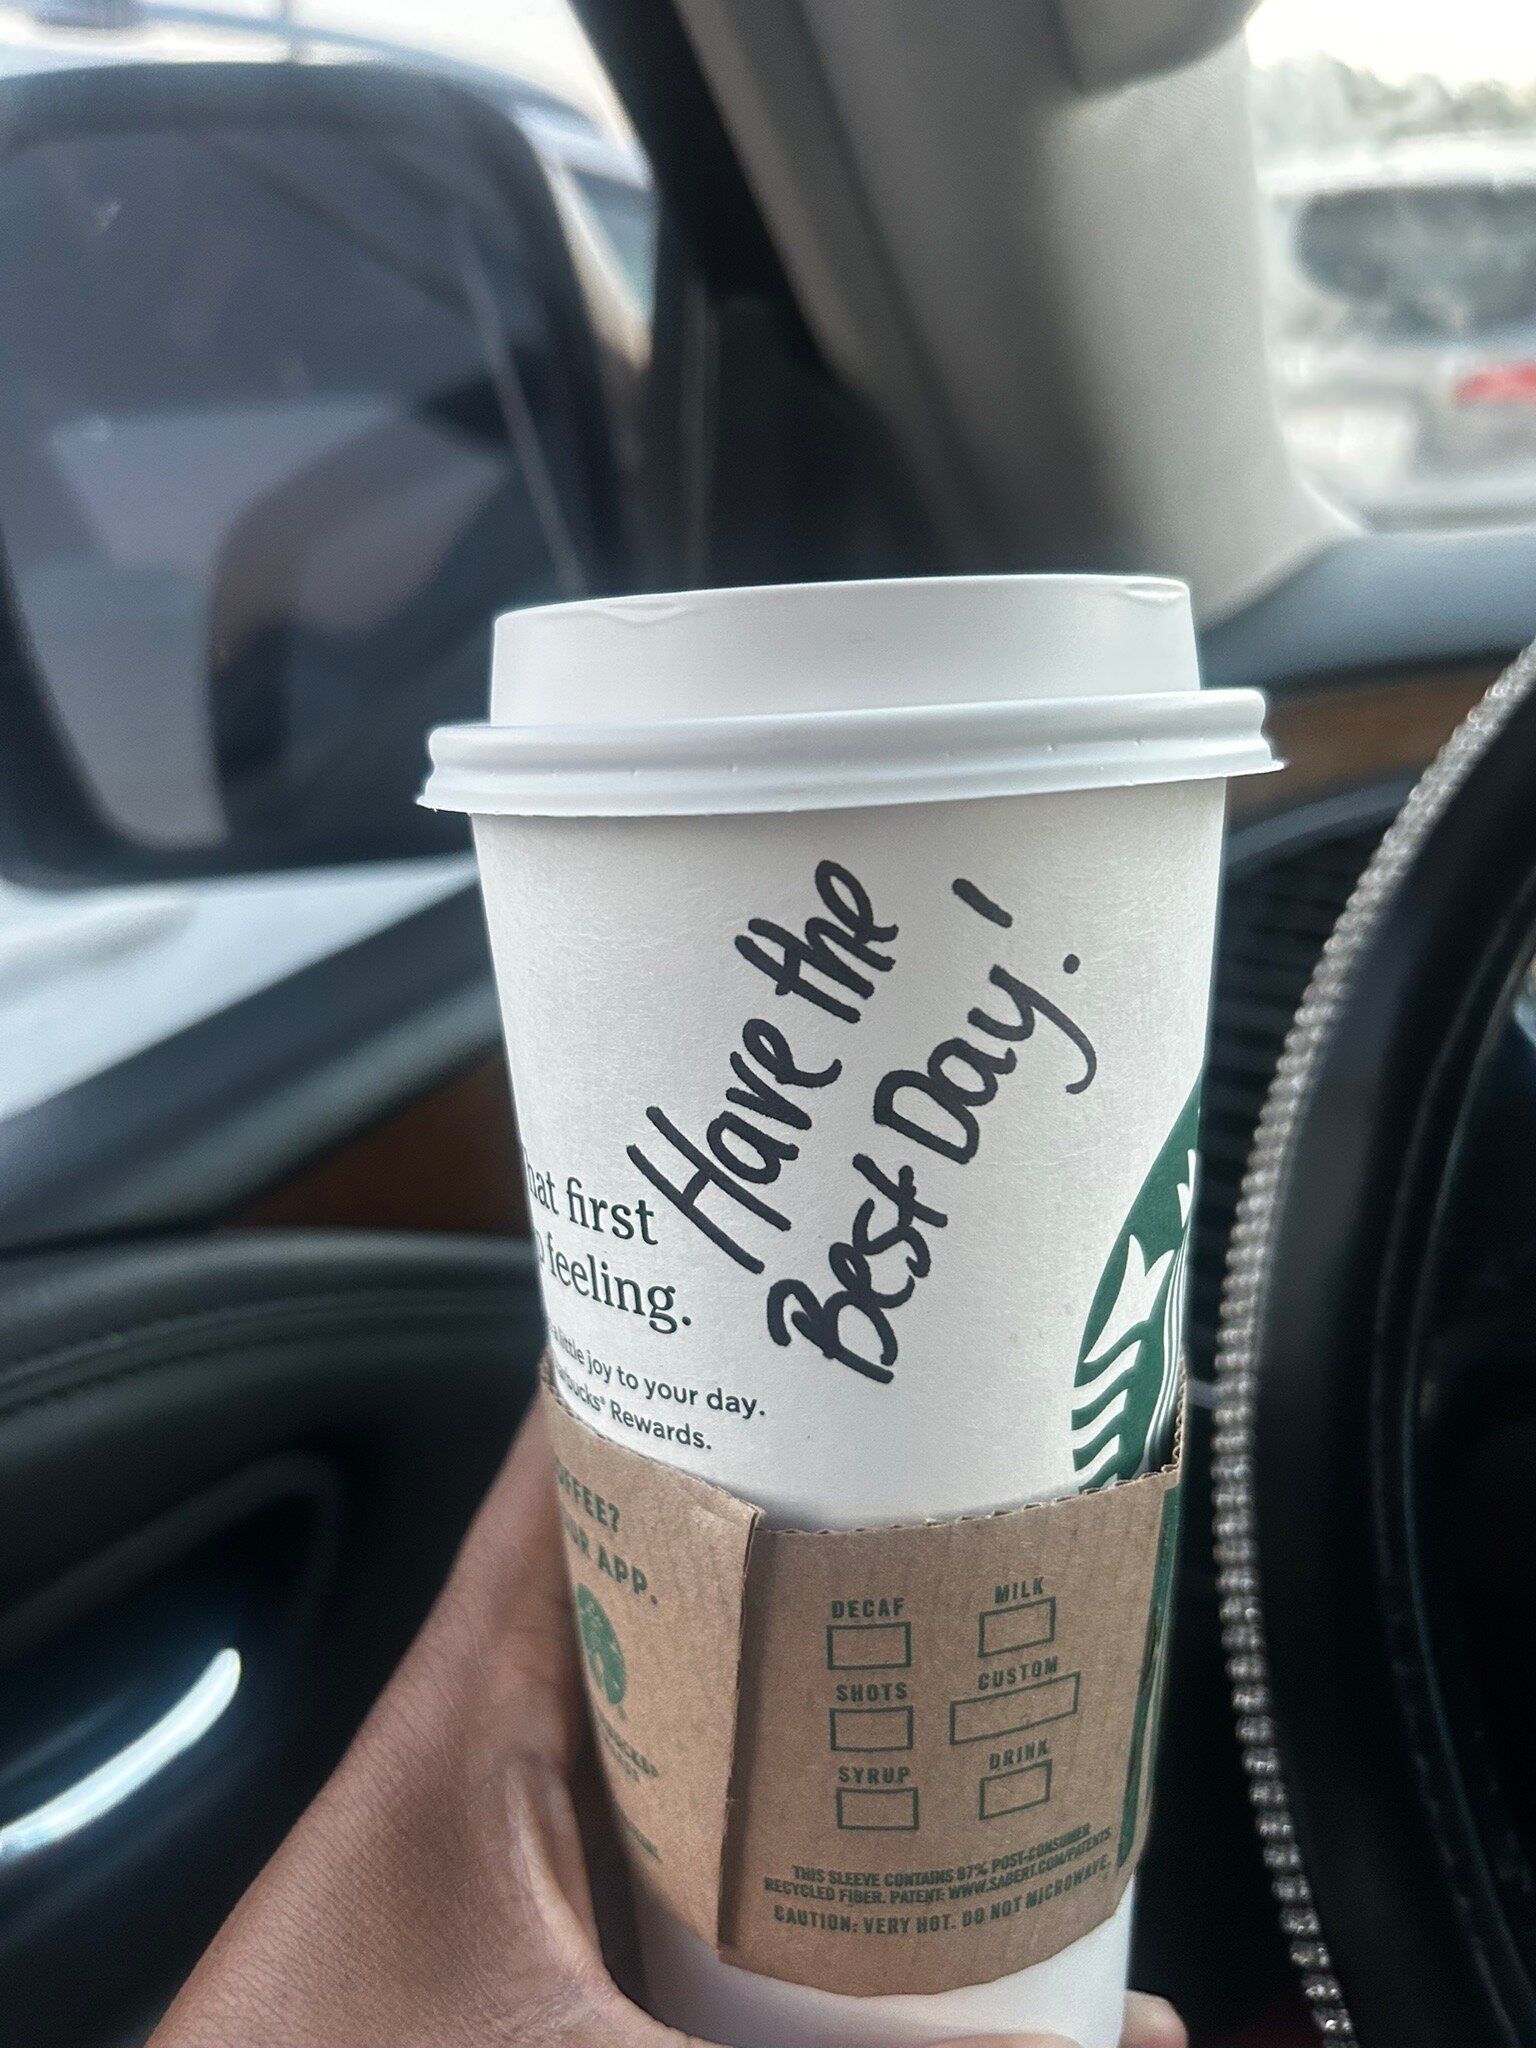 Have the
Best Day!
first
feeling.
little joy to your day.
Rewards.
APP.
DECAF
MILK
SHOTS
CUSTOM
SYRUP
DRINK
THIS SLEEVE CONTAINS 87% POST-CONSUMER
RECYCLED FIBER. PATENT: WWW.SABERT.COM/PATENTS
CAUTION: VERY HOT. DO NOT MICROWAVE.